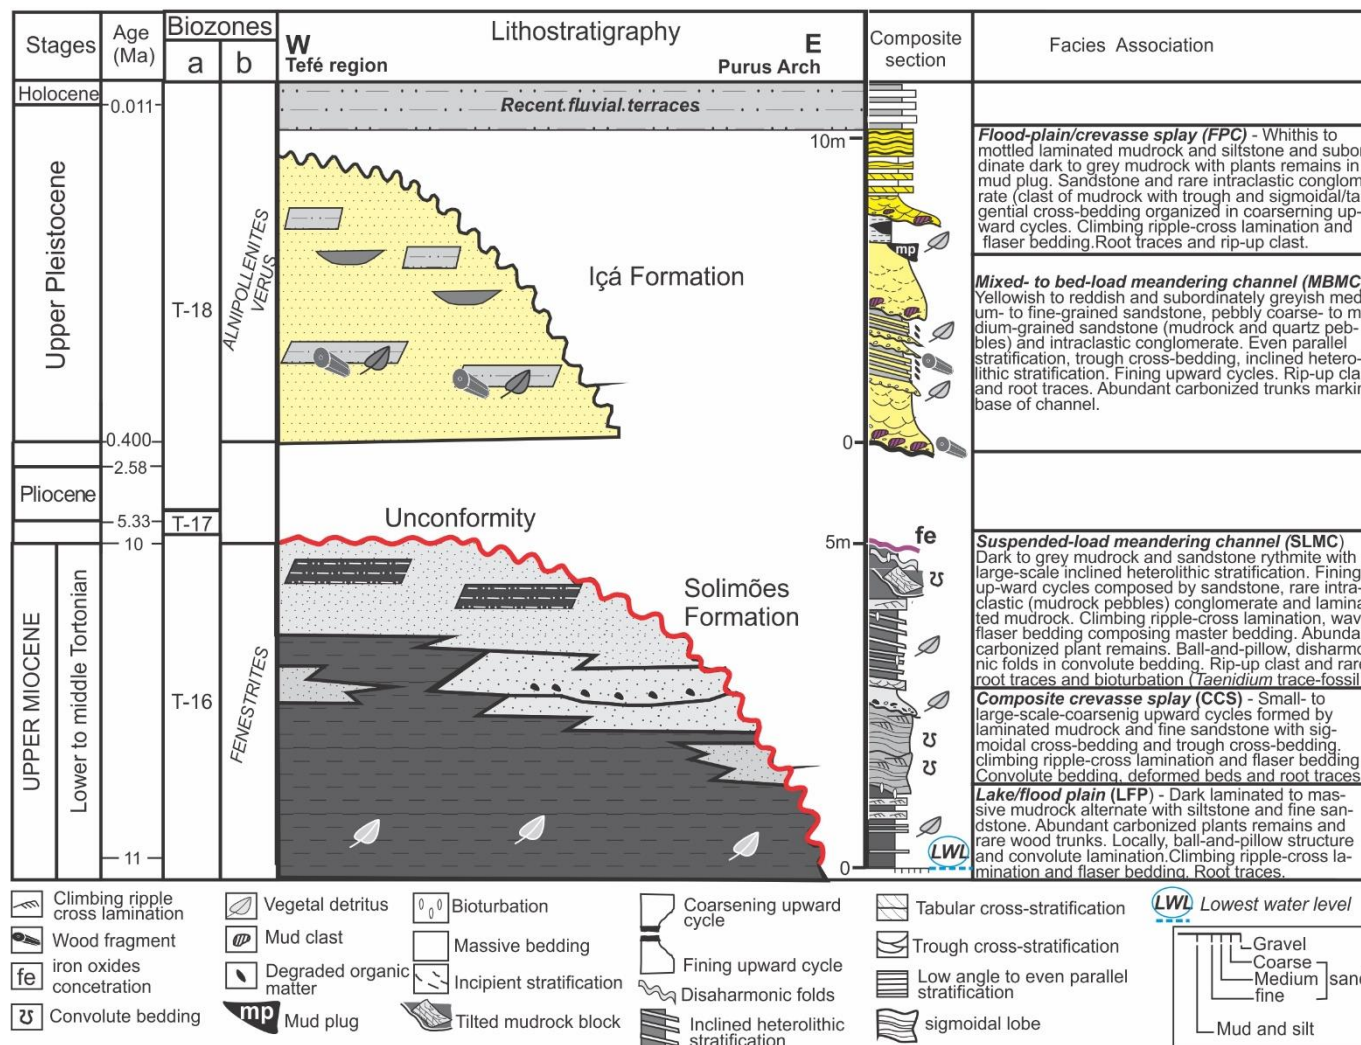 Stages
Age
(Ma)
Biozones
a
b
Lithostratigraphy
W
Tefé region
E
Purus Arch
Composite
section
Facies Association
Holocene
0.011
Upper Pleistocene
0.400
2.58
Pliocene
5.33
10
UPPER MIOCENE
Lower to middle Tortonian
11
T-18
T-17
T-16
ALNIPOLLENITES
VERUS
FENESTRITES
Recent fluvial terraces
Içá Formation
Unconformity
Solimões
Formation
10m
0
5m
0
mp
fe
LWL
Flood-plain/crevasse splay (FPC) - Whithis to
mottled laminated mudrock and siltstone and subor
dinate dark to grey mudrock with plants remains in
mud plug. Sandstone and rare intraclastic conglom
rate (clast of mudrock with trough and sigmoidal/ta
gential cross-bedding organized in coarserning up-
ward cycles. Climbing ripple-cross lamination and
flaser bedding.Root traces and rip-up clast.
Mixed- to bed-load meandering channel (MBMC
Yellowish to reddish and subordinately greyish med
um- to fine-grained sandstone, pebbly coarse- to m
dium-grained sandstone (mudrock and quartz peb-
bles) and intraclastic conglomerate. Even parallel
stratification, trough cross-bedding, inclined hetero-
lithic stratification. Fining upward cycles. Rip-up cla
and root traces. Abundant carbonized trunks markin
base of channel.
Suspended-load meandering channel (SLMC)
Dark to grey mudrock and sandstone rythmite with
large-scale inclined heterolithic stratification. Fining
up-ward cycles composed by sandstone, rare intra-
clastic (mudrock pebbles) conglomerate and lamina
ted mudrock. Climbing ripple-cross lamination, wav
flaser bedding composing master bedding. Abunda
carbonized plant remains. Ball-and-pillow, disharmo
nic folds in convolute bedding. Rip-up clast and rare
root traces and bioturbation (Taenidium trace-fossil
Composite crevasse splay (CCS) - Small- to
large-scale-coarsenig upward cycles formed by
laminated mudrock and fine sandstone with sig-
moidal cross-bedding and trough cross-bedding.
climbing ripple-cross lamination and flaser bedding
Convolute bedding, deformed beds and root traces
Lake/flood plain (LFP) - Dark laminated to mas-
sive mudrock alternate with siltstone and fine san-
dstone. Abundant carbonized plants remains and
rare wood trunks. Locally, ball-and-pillow structure
and convolute lamination.Climbing ripple-cross la-
mination and flaser bedding. Root traces.
Climbing ripple
cross lamination
Wood fragment
fe
iron oxides
concetration
Convolute bedding
Vegetal detritus
Mud clast
Degraded organic
matter
mp
Mud plug
Bioturbation
Massive bedding
Incipient stratification
Tilted mudrock block
Coarsening upward
cycle
Fining upward cycle
Disaharmonic folds
Inclined heterolithic
stratification
Tabular cross-stratification
Trough cross-stratification
Low angle to even parallel
stratification
sigmoidal lobe
LWL
Lowest water level
Gravel
Coarse
Medium
fine
sand
Mud and silt